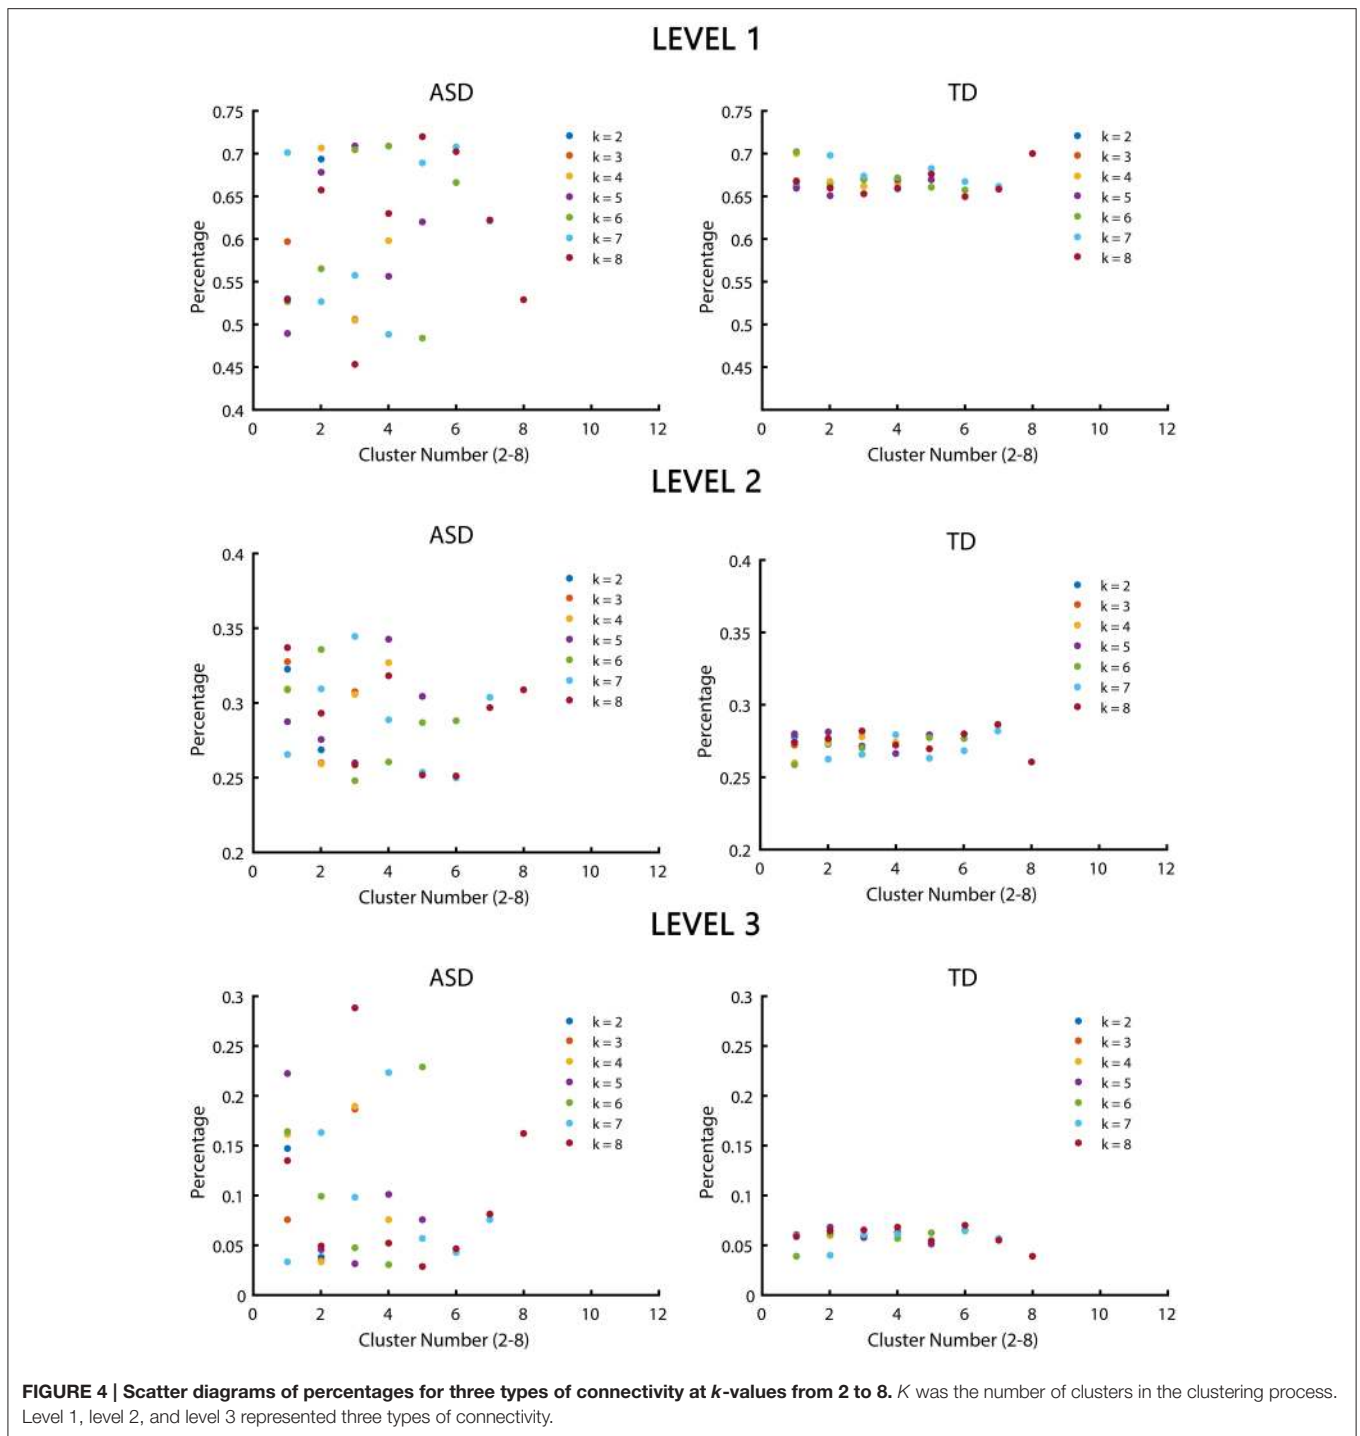 LEVEL 1
ASD
0.75
0.7
0.65
0.6
0.55
0.5
0.45
0.4
Percentage
0 2 4 6 8 10 12
Cluster Number (2-8)
k = 2
k = 3
k = 4
k = 5
k = 6
k = 7
k = 8
TD
0.75
0.7
0.65
0.6
0.55
0.5
0.45
Percentage
0 2 4 6 8 10 12
Cluster Number (2-8)
k = 2
k = 3
k = 4
k = 5
k = 6
k = 7
k = 8
LEVEL 2
ASD
0.4
0.35
0.3
0.25
0.2
Percentage
0 2 4 6 8 10 12
Cluster Number (2-8)
k = 2
k = 3
k = 4
k = 5
k = 6
k = 7
k = 8
TD
0.4
0.35
0.3
0.25
0.2
Percentage
0 2 4 6 8 10 12
Cluster Number (2-8)
k = 2
k = 3
k = 4
k = 5
k = 6
k = 7
k = 8
LEVEL 3
ASD
0.3
0.25
0.2
0.15
0.1
0.05
0
Percentage
0 2 4 6 8 10 12
Cluster Number (2-8)
k = 2
k = 3
k = 4
k = 5
k = 6
k = 7
k = 8
TD
0.3
0.25
0.2
0.15
0.1
0.05
0
Percentage
0 2 4 6 8 10 12
Cluster Number (2-8)
k = 2
k = 3
k = 4
k = 5
k = 6
k = 7
k = 8
FIGURE 4 | Scatter diagrams of percentages for three types of connectivity at k-values from 2 to 8. K was the number of clusters in the clustering process.
Level 1, level 2, and level 3 represented three types of connectivity.